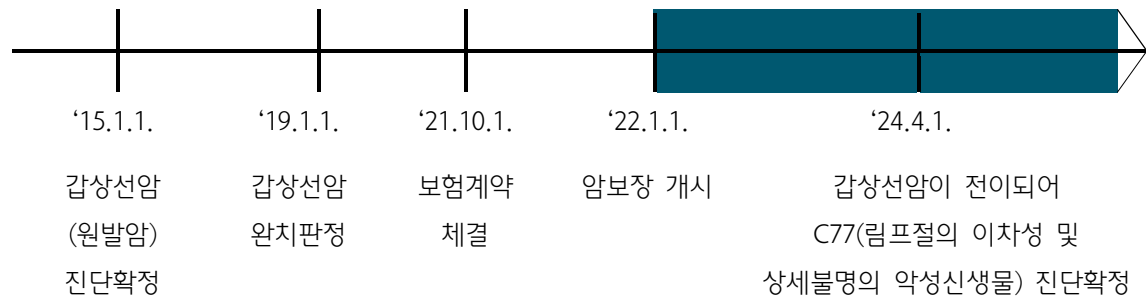 ‘15.1.1. ‘19.1.1. ‘21.10.1. ‘22.1.1. ‘24.4.1.
갑상선암 갑상선암 보험계약 암보장 개시 갑상선암이 전이되어
(원발암) 완치판정 체결 C77(림프절의 이차성 및
진단확정 상세불명의 악성신생물) 진단확정